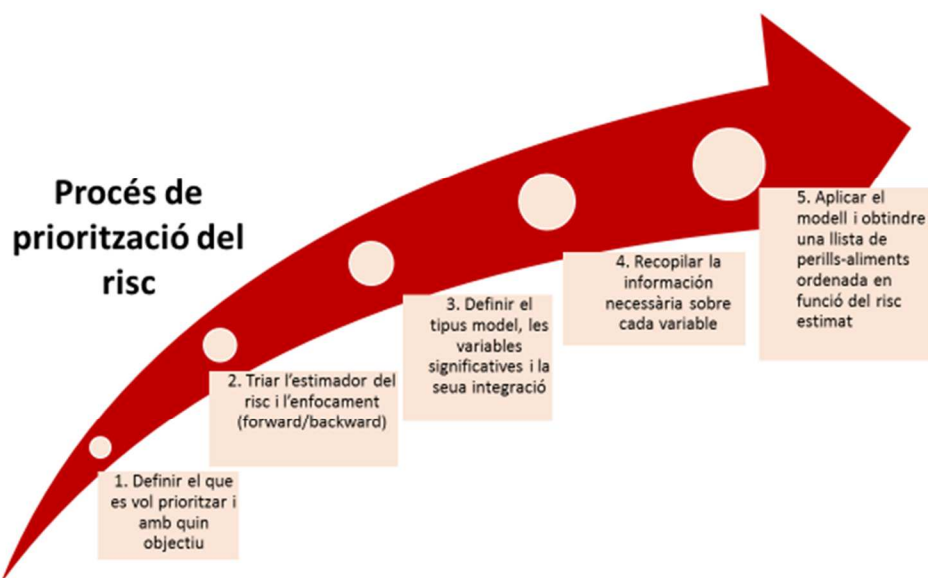 Procés de
priorització del
risc
1. Definir el que
es vol prioritzar i
amb quin
objectiu
2. Triar l'estimador del
risc i l'enfocament
(forward/backward)
3. Definir el
tipus model, les
variables
significatives i la
seua integració
4. Recopilar la
información
necessària sobre
cada variable
5. Aplicar el
modell i obtindre
una llista de
perills-aliments
ordenada en
funció del risc
estimat